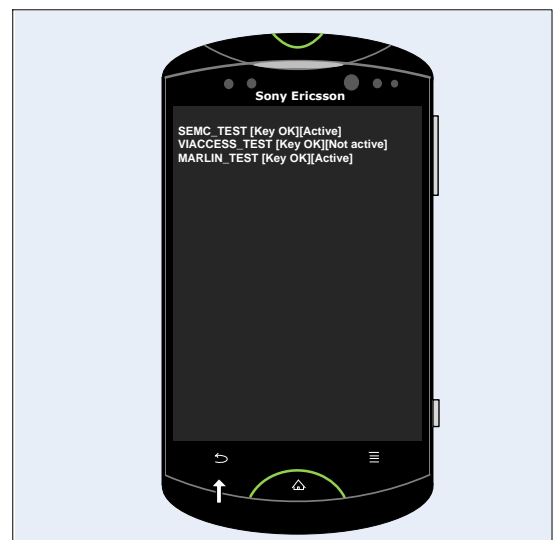 Sony Ericsson
SEMC_TEST [Key OK][Active]
VIACCESS_TEST [Key OK][Not active]
MARLIN_TEST [Key OK][Active]